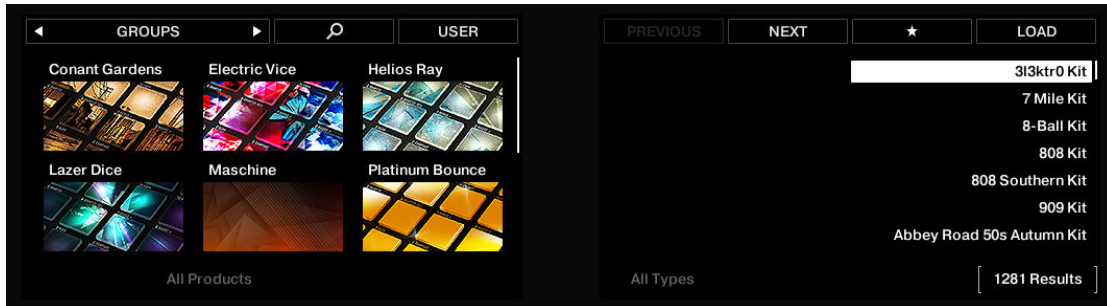 GROUPS USER
Conant Gardens Electric Vice Helios Ray
Lazer Dice Maschine Platinum Bounce
All Products
PREVIOUS NEXT ★ LOAD
3l3ktr0 Kit
7 Mile Kit
8-Ball Kit
808 Kit
808 Southern Kit
909 Kit
Abbey Road 50s Autumn Kit
All Types 1281 Results